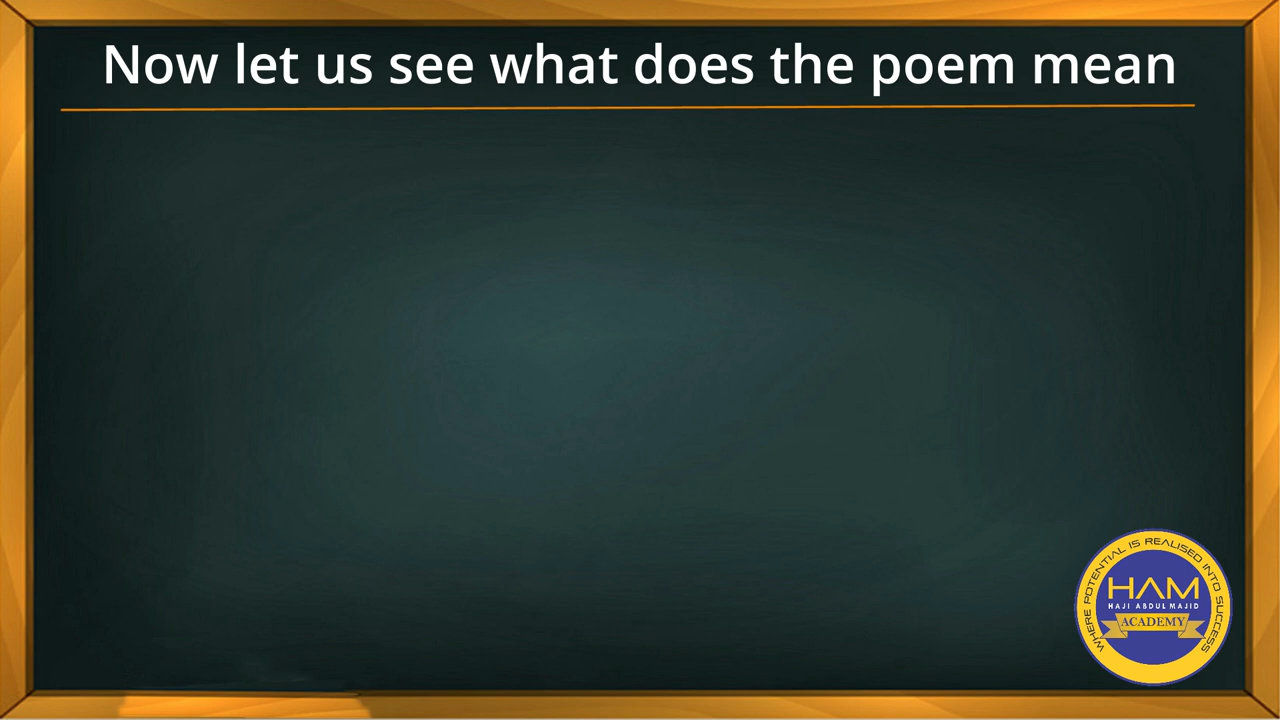 Now let us see what does the poem mean
WHERE POTENTIAL IS REALISED INTO SUCCESS
HAM
HAJI ABDUL MAJID
ACADEMY